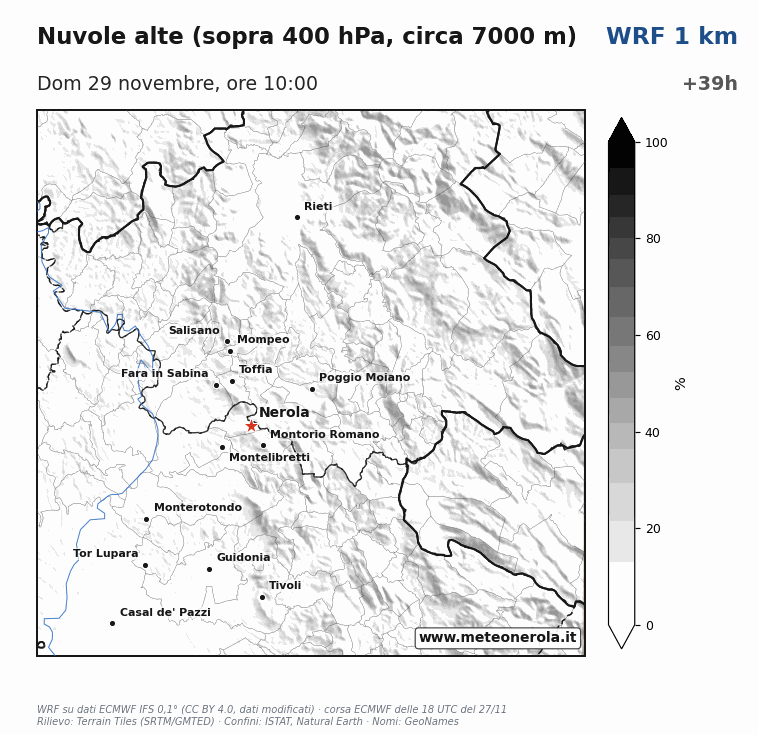 Nuvole alte (sopra 400 hPa, circa 7000 m) WRF 1 km
Dom 29 novembre, ore 10:00 +39h
100
80
60
40
20
0
%
Rieti
Salisano
Mompeo
Fara in Sabina
Toffia
Poggio Moiano
Nerola
Montorio Romano
Montelibretti
Monterotondo
Tor Lupara
Guidonia
Tivoli
Casal de' Pazzi
www.meteonerola.it
WRF su dati ECMWF IFS 0,1° (CC BY 4.0, dati modificati) · corsa ECMWF delle 18 UTC del 27/11
Rilievo: Terrain Tiles (SRTM/GMTED) · Confini: ISTAT, Natural Earth · Nomi: GeoNames